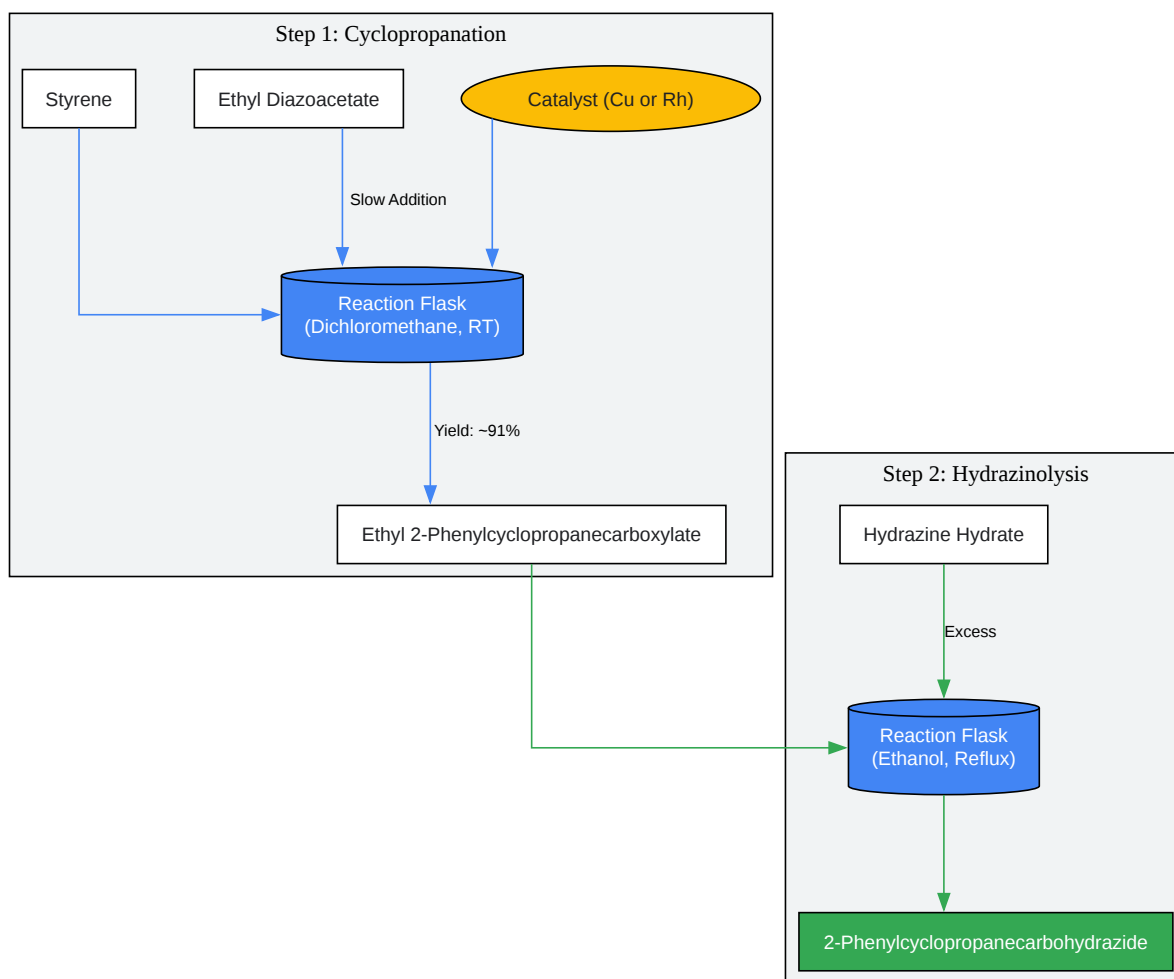 Step 1: Cyclopropanation
Styrene
Ethyl Diazoacetate
Catalyst (Cu or Rh)
Slow Addition
Reaction Flask
(Dichloromethane, RT)
Yield: ~91%
Ethyl 2-Phenylcyclopropanecarboxylate
Step 2: Hydrazinolysis
Hydrazine Hydrate
Excess
Reaction Flask
(Ethanol, Reflux)
2-Phenylcyclopropanecarbohydrazide